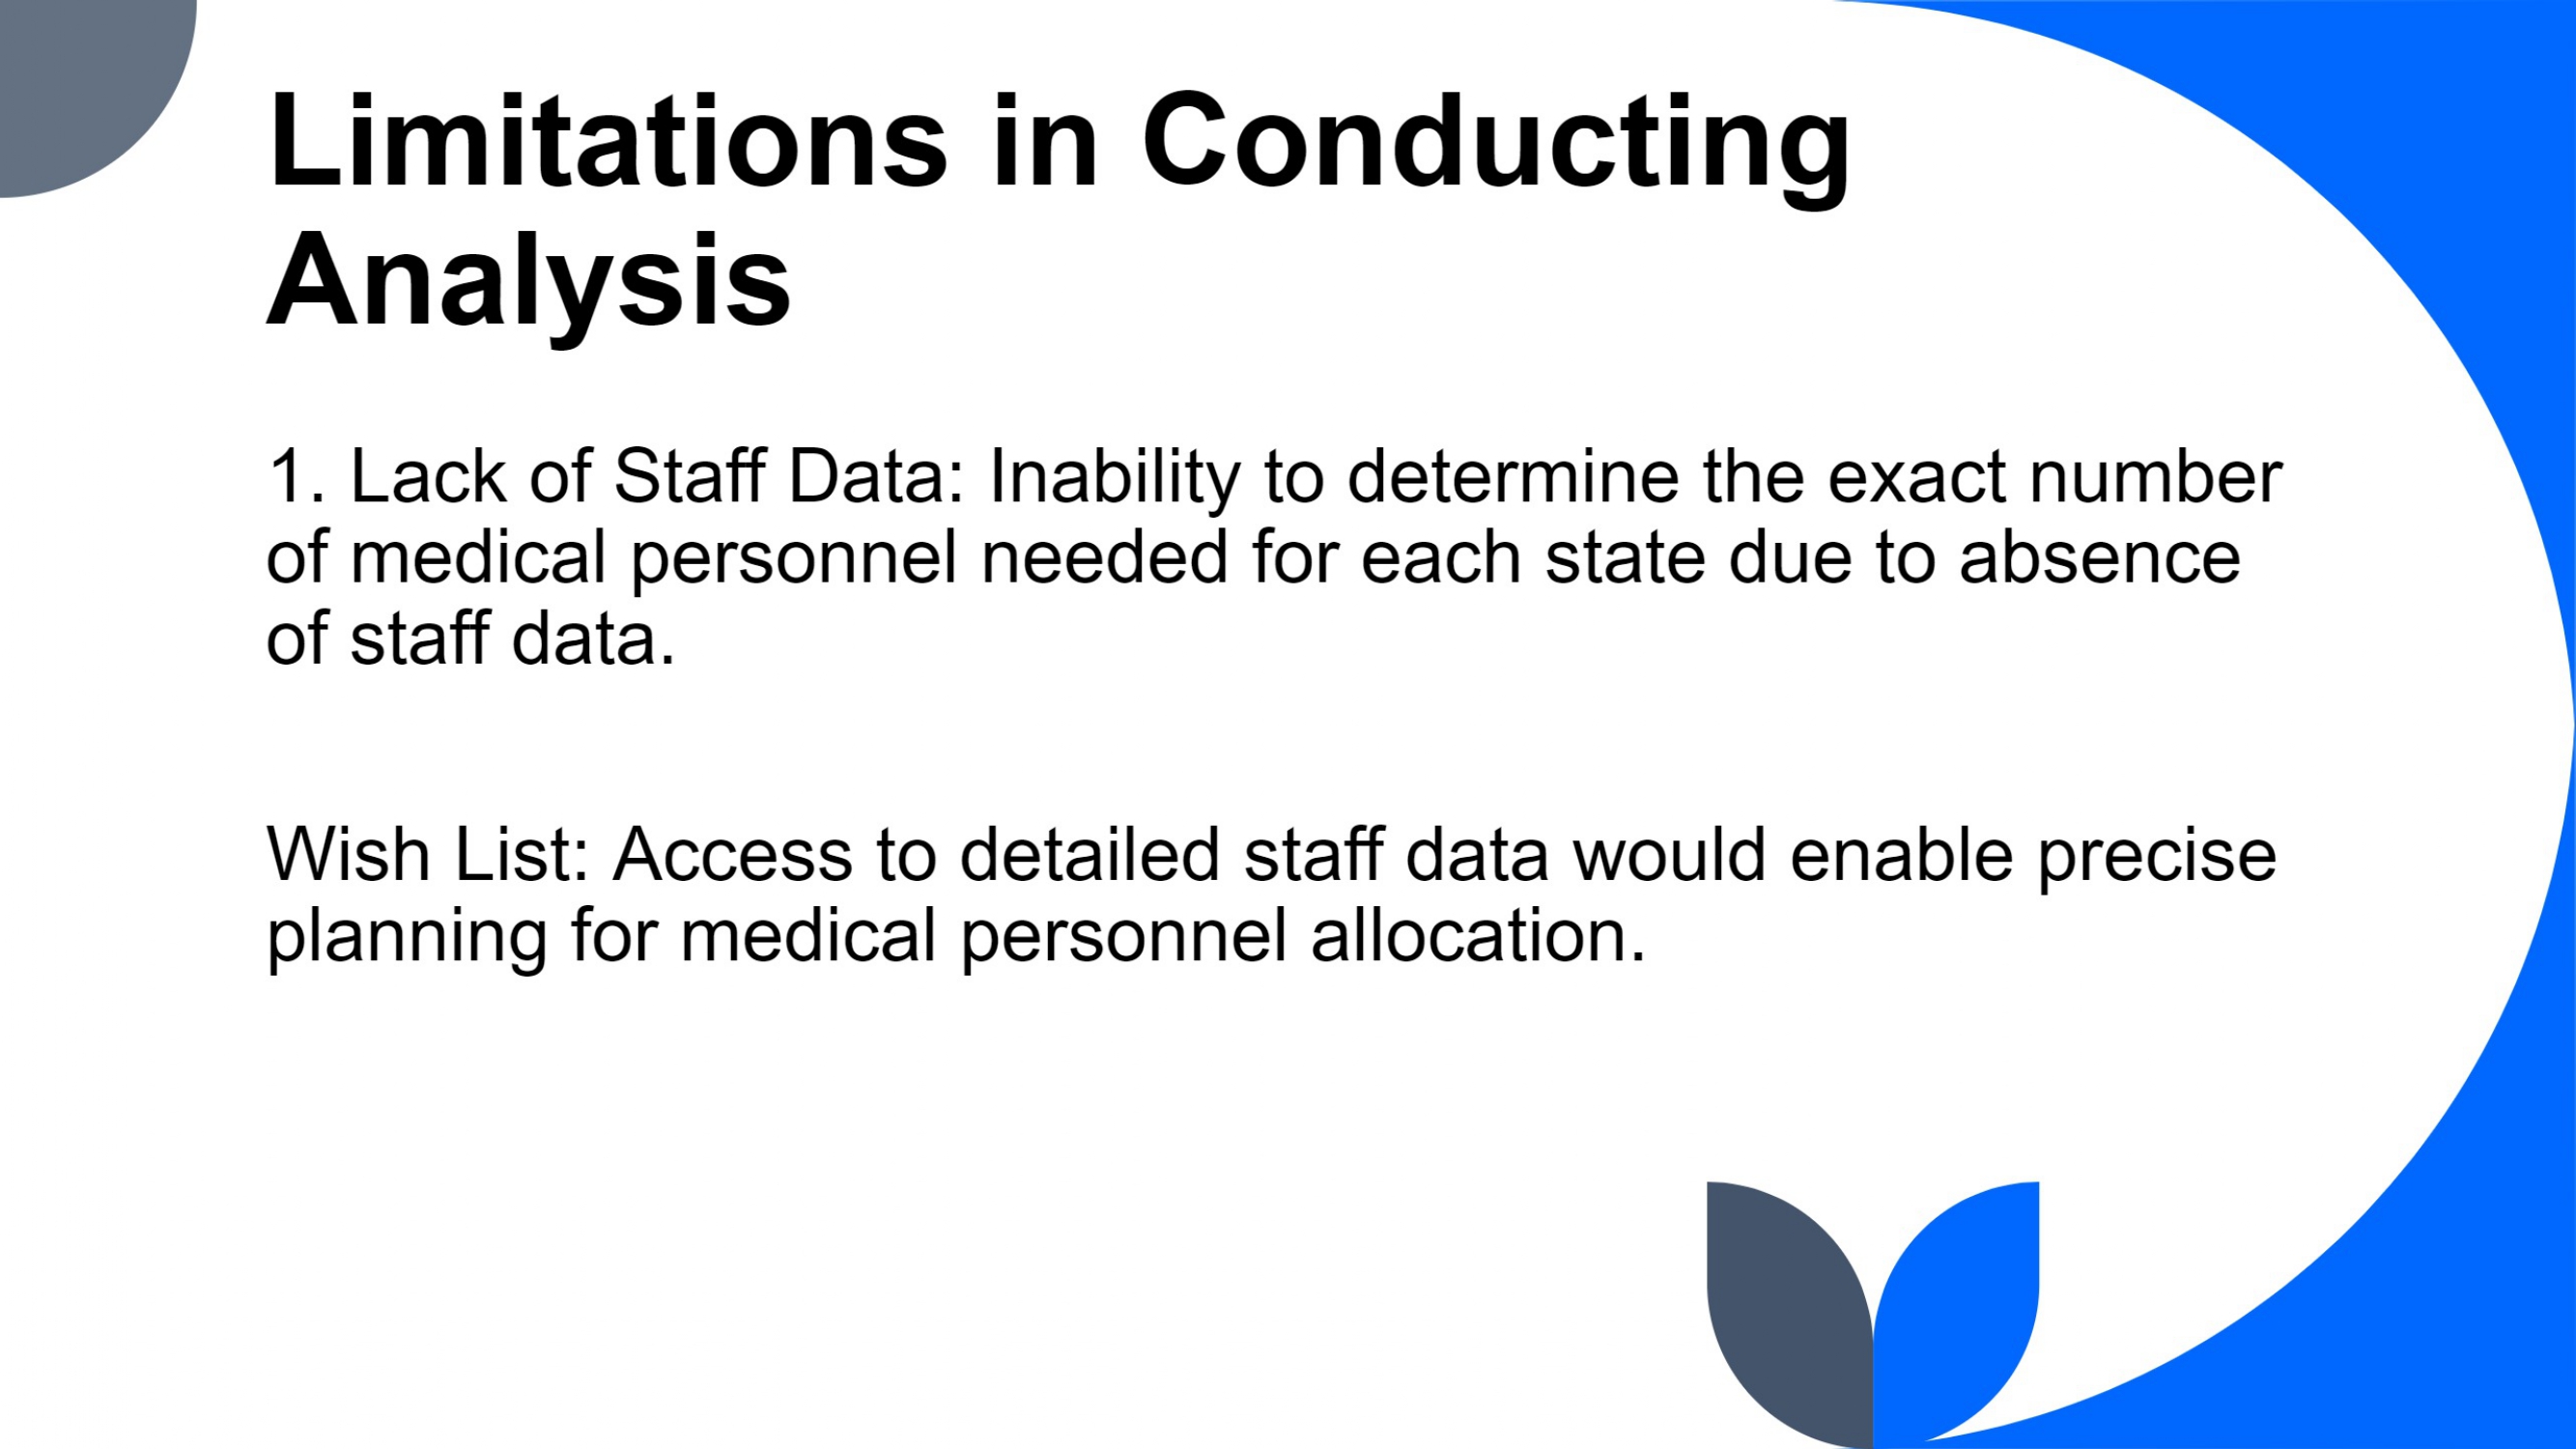 Limitations in Conducting
Analysis
1. Lack of Staff Data: Inability to determine the exact number
of medical personnel needed for each state due to absence
of staff data.
Wish List: Access to detailed staff data would enable precise
planning for medical personnel allocation.